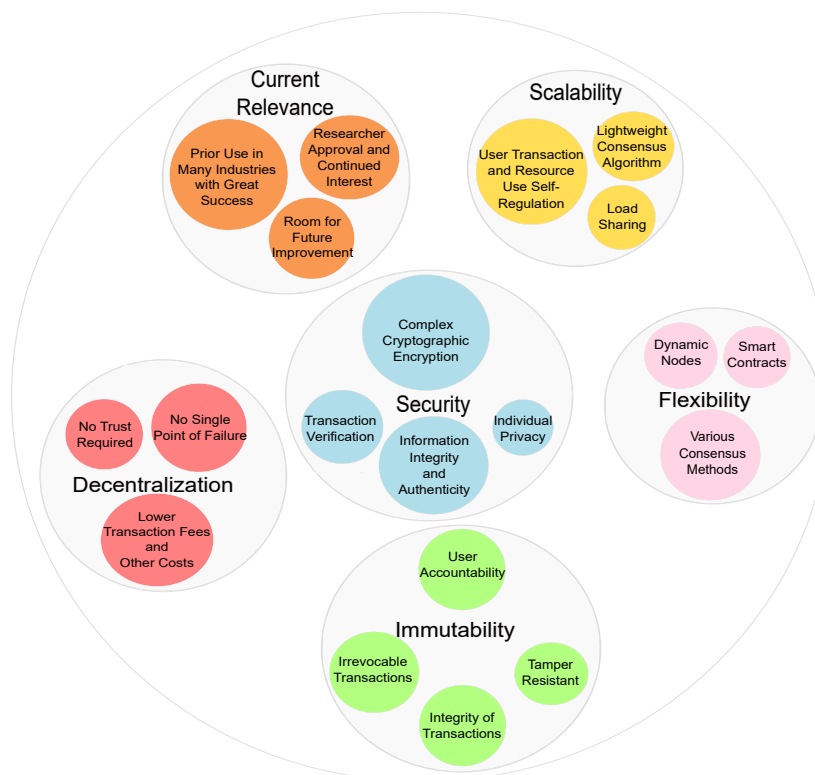 Current
Relevance
Prior Use in
Many Industries
with Great
Success
Researcher
Approval and
Continued
Interest
Room for
Future
Improvement
Scalability
User Transaction
and Resource
Use Self-
Regulation
Lightweight
Consensus
Algorithm
Load
Sharing
Complex
Cryptographic
Encryption
Security
Transaction
Verification
Individual
Privacy
Information
Integrity
and
Authenticity
Dynamic
Nodes
Smart
Contracts
Flexibility
Various
Consensus
Methods
No Trust
Required
No Single
Point of Failure
Decentralization
Lower
Transaction Fees
and
Other Costs
User
Accountability
Immutability
Irrevocable
Transactions
Tamper
Resistant
Integrity of
Transactions